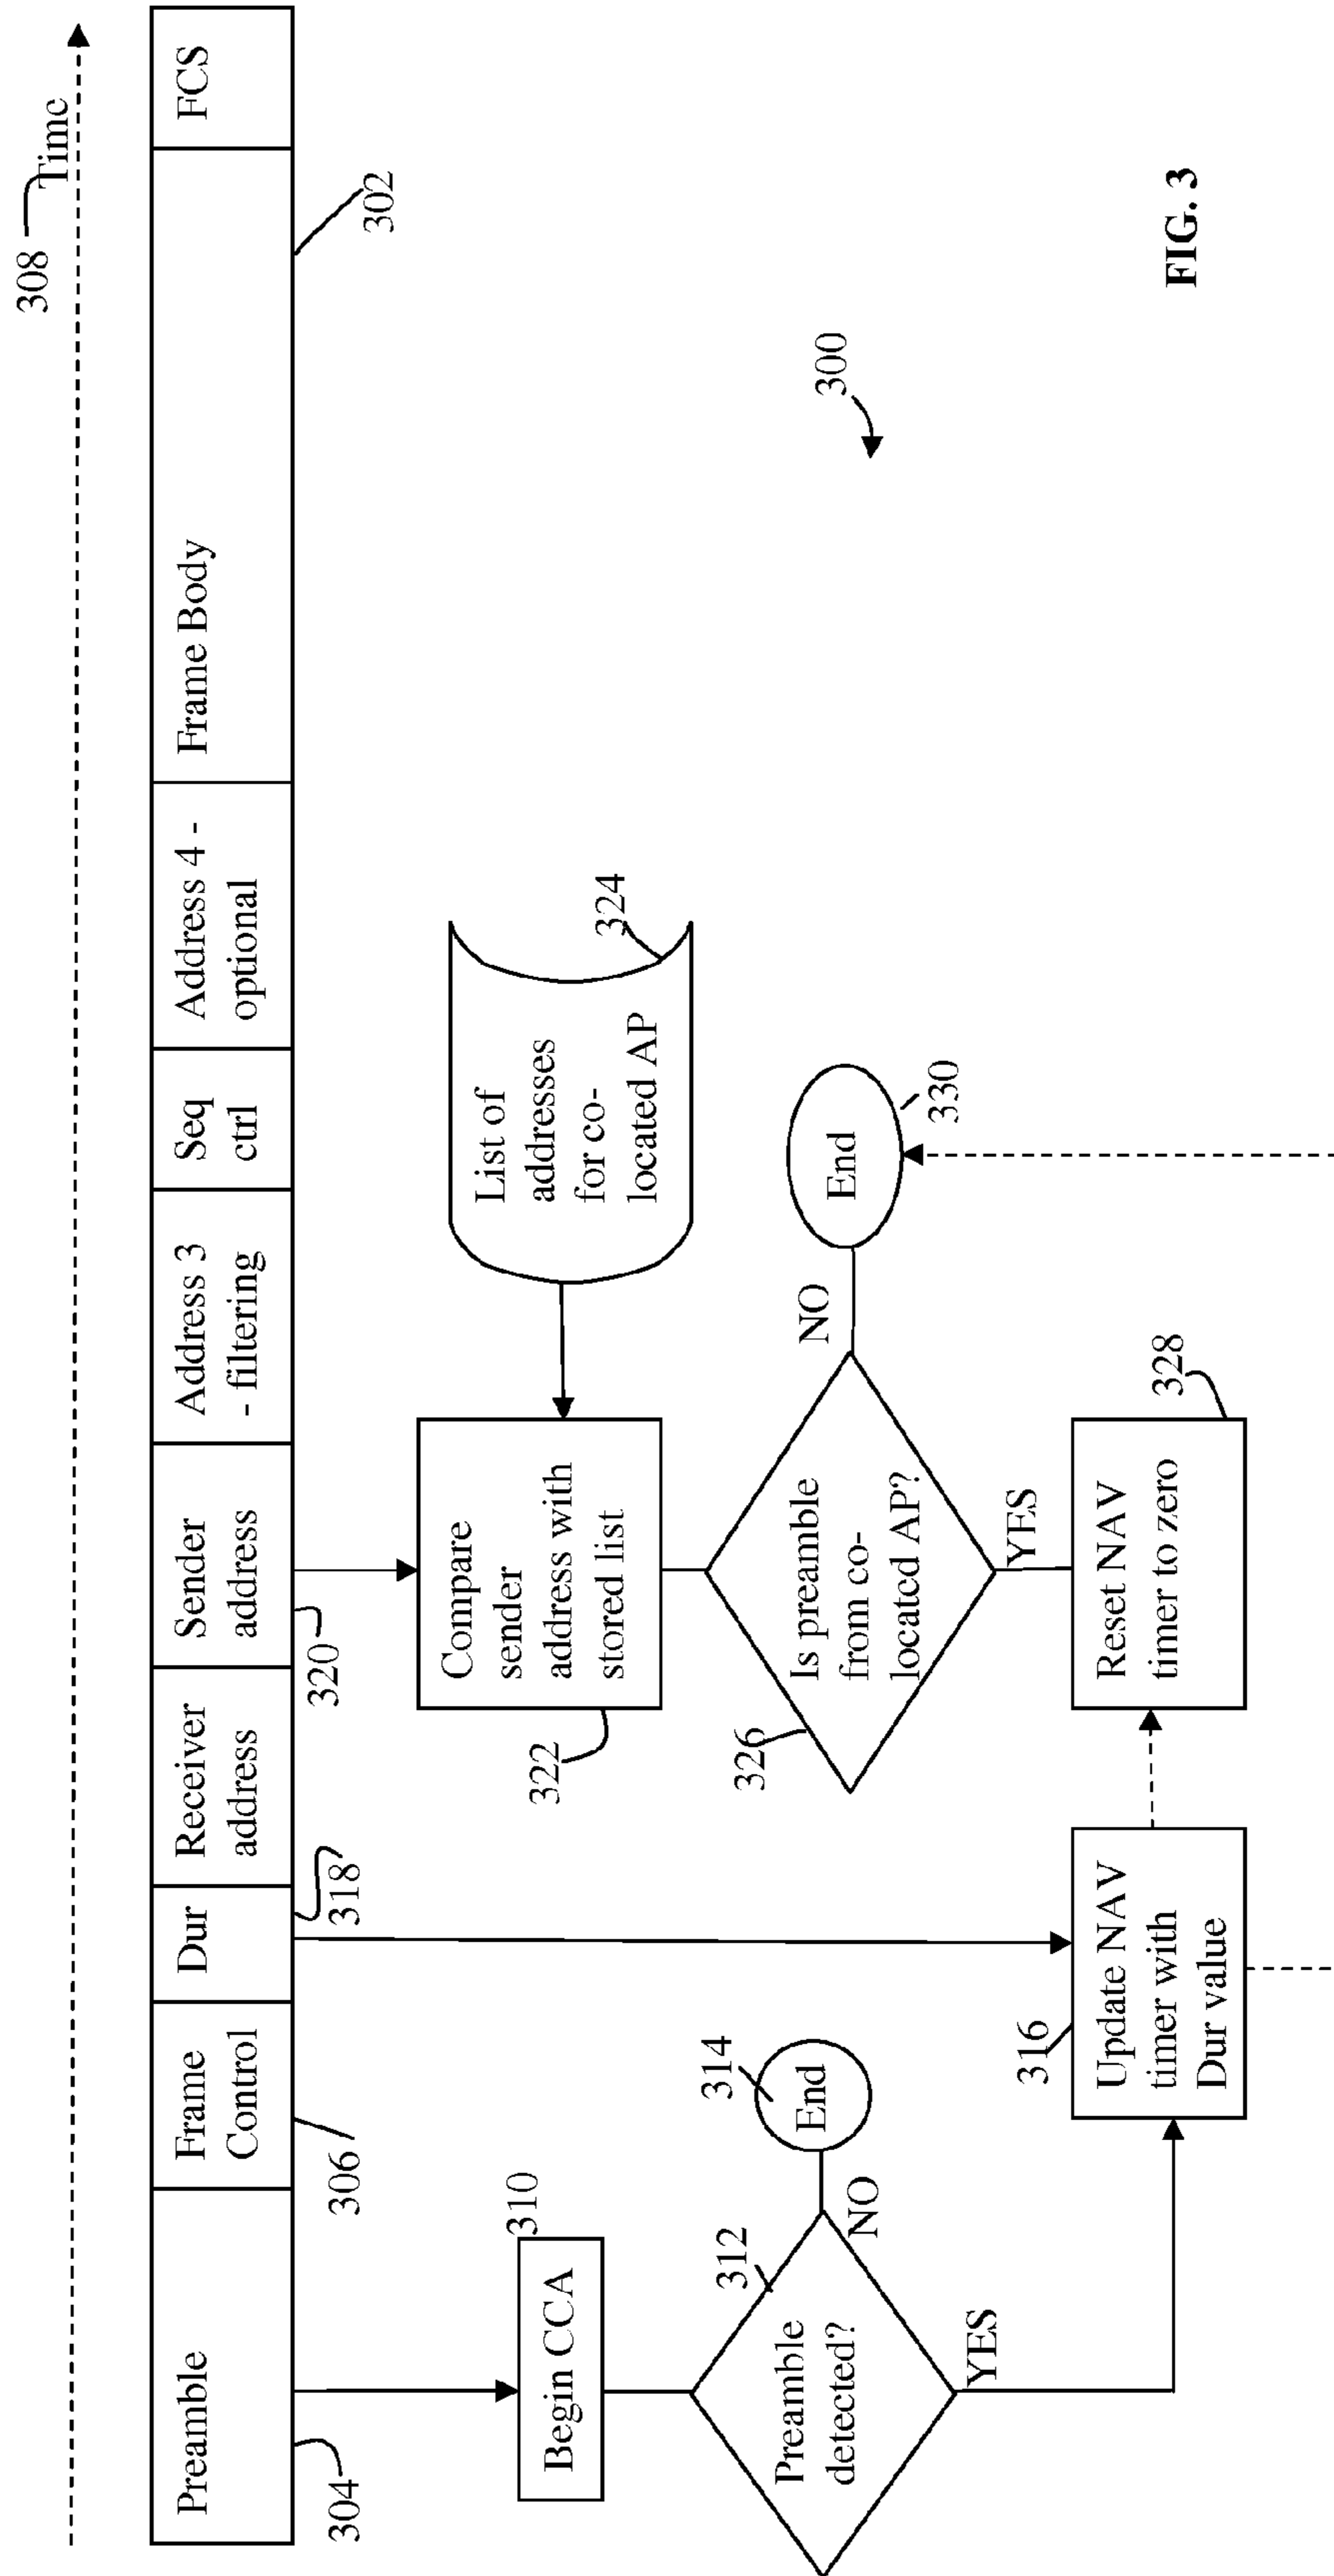 308
Time
Preamble
Frame
Control
Dur
Receiver
address
Sender
address
Address 3
- filtering
Seq
ctrl
Address 4 -
optional
Frame Body
FCS
304
306
318
320
302
Begin CCA
310
Preamble
detected?
312
NO
End
314
YES
Update NAV
timer with
Dur value
316
Compare
sender
address with
stored list
322
List of
addresses
for co-
located AP
324
Is preamble
from co-
located AP?
326
NO
End
330
YES
Reset NAV
timer to zero
328
300
FIG. 3